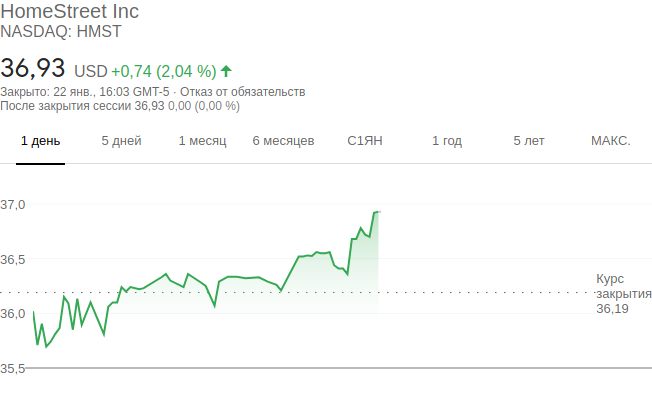 HomeStreet Inc
NASDAQ: HMST
36,93 USD +0,74 (2,04 %)
Закрыто: 22 янв., 16:03 GMT-5 · Отказ от обязательств
После закрытия сессии 36,93 0,00 (0,00 %)
1 день 5 дней 1 месяц 6 месяцев С1ЯН 1 год 5 лет МАКС.
37,0
36,5
Курс
закрытия
36,19
36,0
35,5